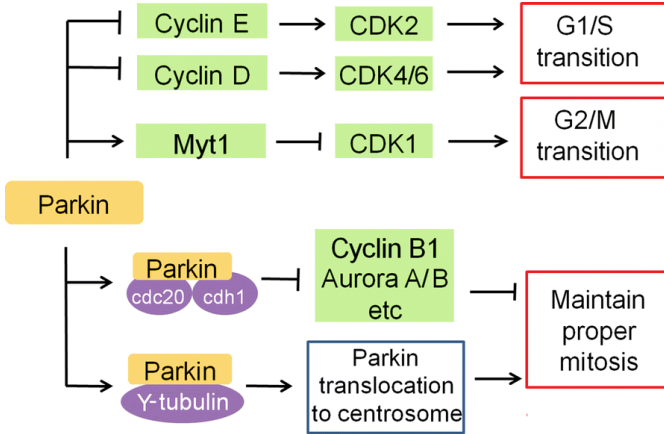 Cyclin E
CDK2
G1/S
transition
Cyclin D
CDK4/6
Myt1
CDK1
G2/M
transition
Parkin
Parkin
cdc20
cdh1
Cyclin B1
Aurora A/B
etc
Maintain
proper
mitosis
Parkin
Y-tubulin
Parkin
translocation
to centrosome